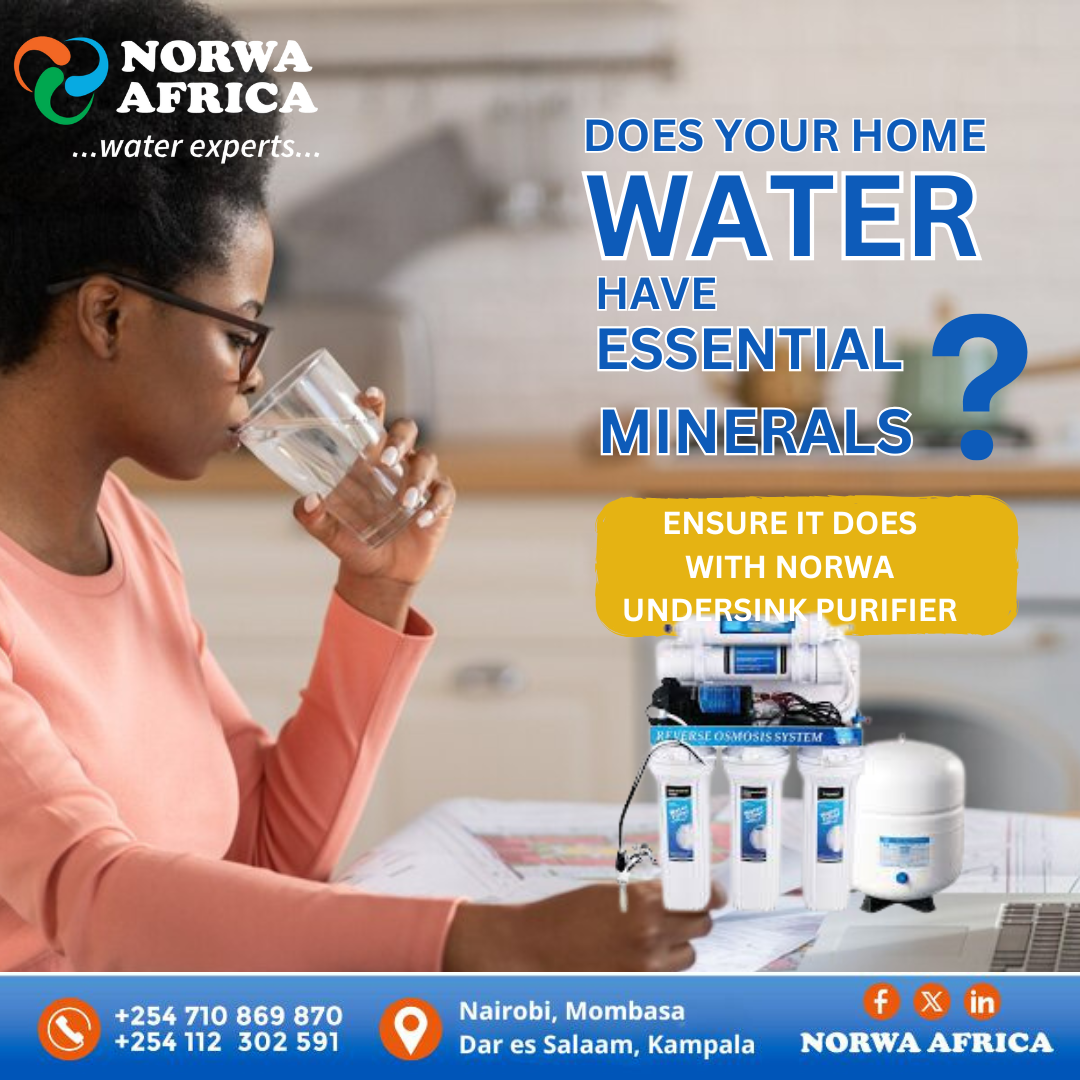 NORWA
AFRICA
...water experts...
DOES YOUR HOME
WATER
HAVE
ESSENTIAL
MINERALS
?
ENSURE IT DOES
WITH NORWA
UNDERSINK PURIFIER
REVERSE OSMOSIS SYSTEM
+254 710 869 870
+254 112 302 591
Nairobi, Mombasa
Dar es Salaam, Kampala
f X in
NORWA AFRICA